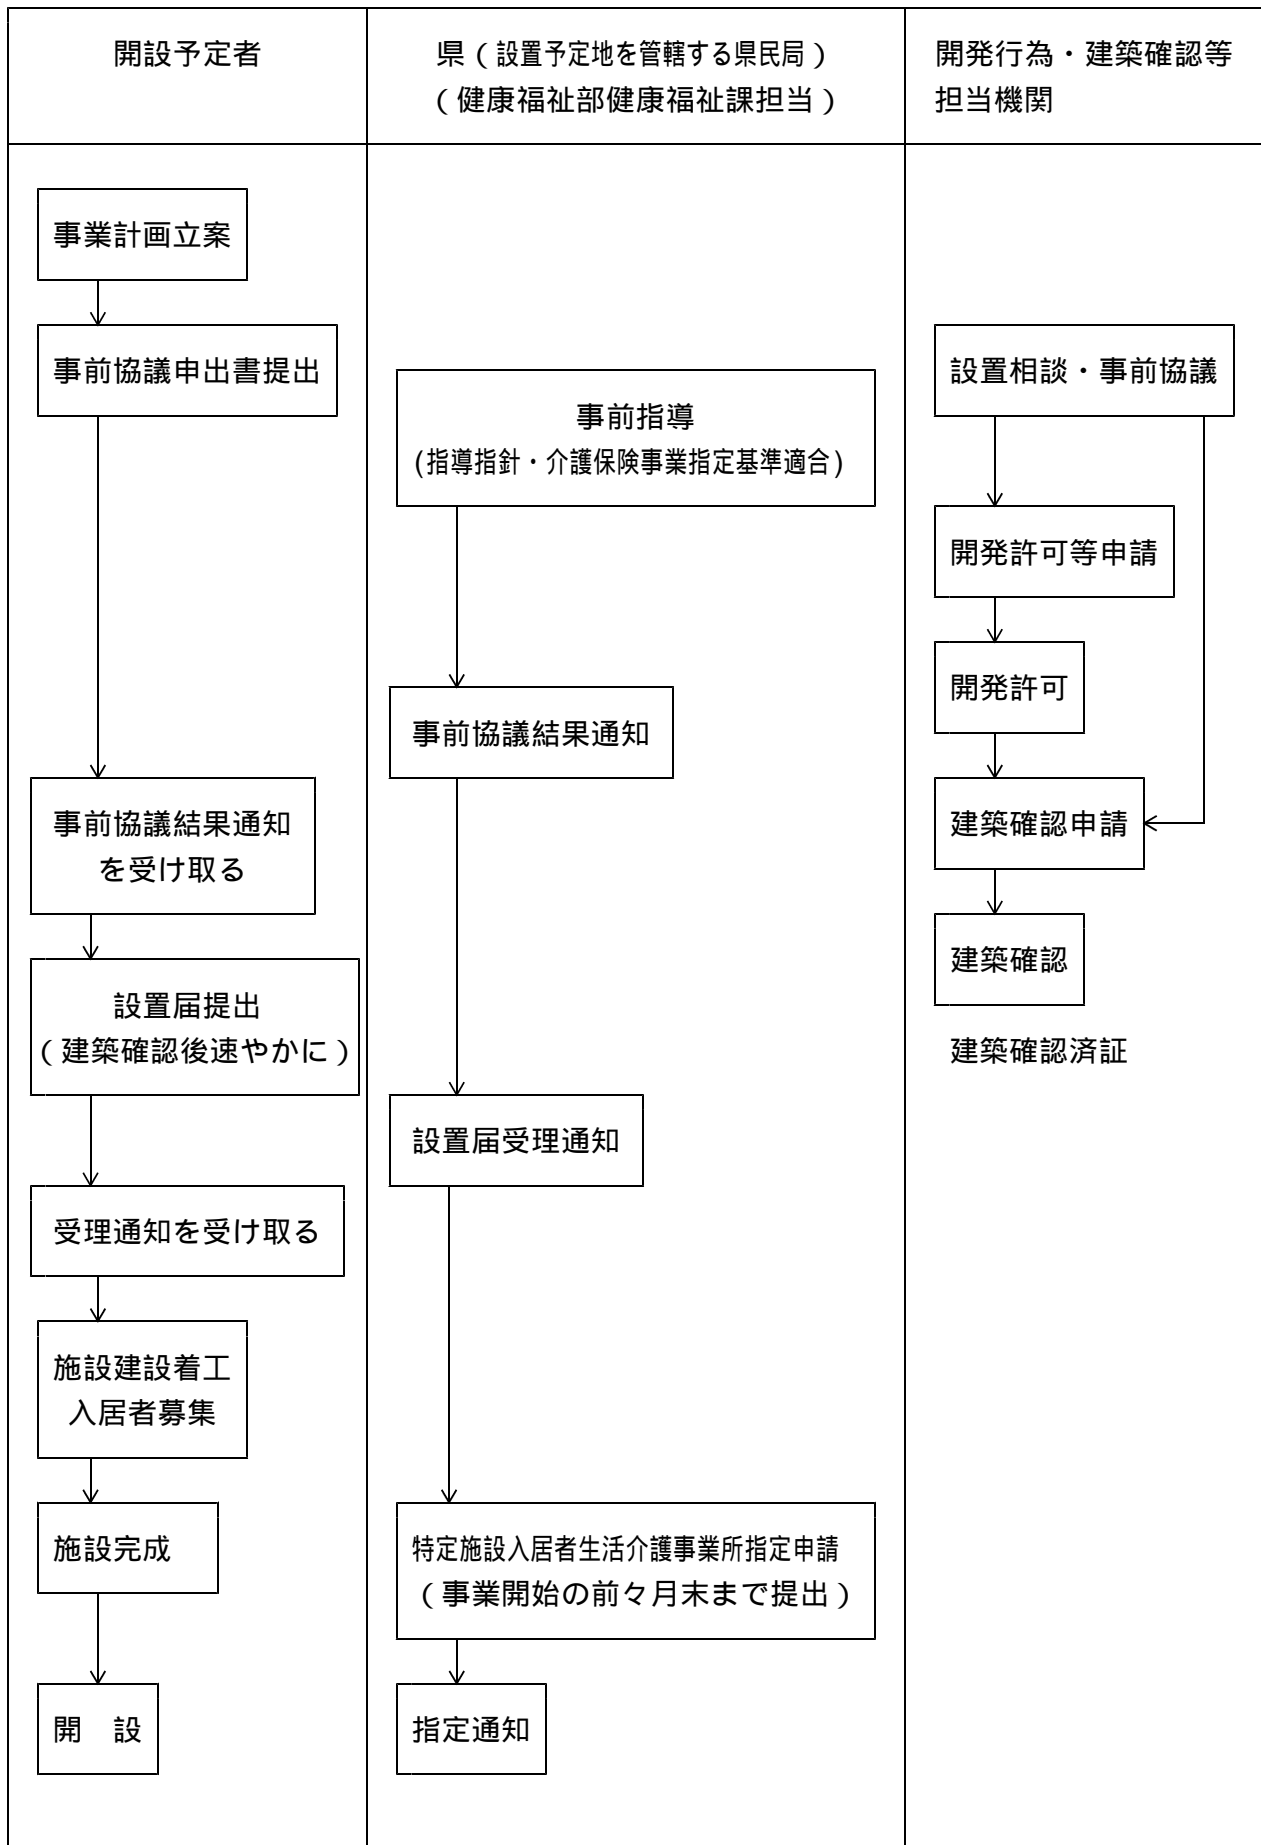 開設予定者
県（設置予定地を管轄する県民局）
（健康福祉部健康福祉課担当）
開発行為・建築確認等
担当機関
事業計画立案
事前協議申出書提出
事前協議結果通知
を受け取る
設置届提出
（建築確認後速やかに）
受理通知を受け取る
施設建設着工
入居者募集
施設完成
開　設
事前指導
(指導指針・介護保険事業指定基準適合)
事前協議結果通知
設置届受理通知
特定施設入居者生活介護事業所指定申請
（事業開始の前々月末まで提出）
指定通知
設置相談・事前協議
開発許可等申請
開発許可
建築確認申請
建築確認
建築確認済証